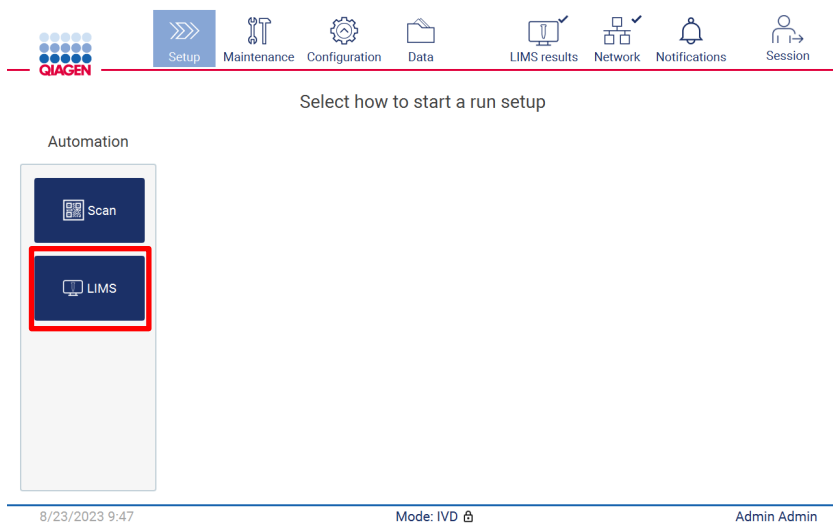 QIAGEN
Setup Maintenance Configuration Data LIMS results Network Notifications Session
Select how to start a run setup
Automation
Scan
LIMS
8/23/2023 9:47 Mode: IVD Admin Admin